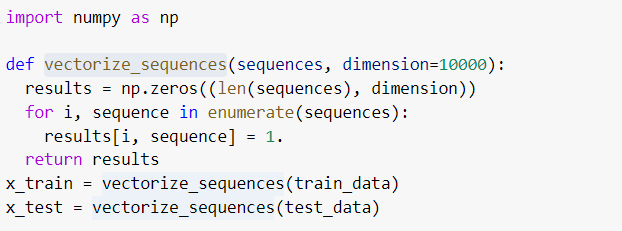 import numpy as np
def vectorize_sequences(sequences, dimension=10000):
results = np.zeros((len(sequences), dimension))
for i, sequence in enumerate(sequences):
results[i, sequence] = 1.
return results
x_train = vectorize_sequences(train_data)
x_test = vectorize_sequences(test_data)